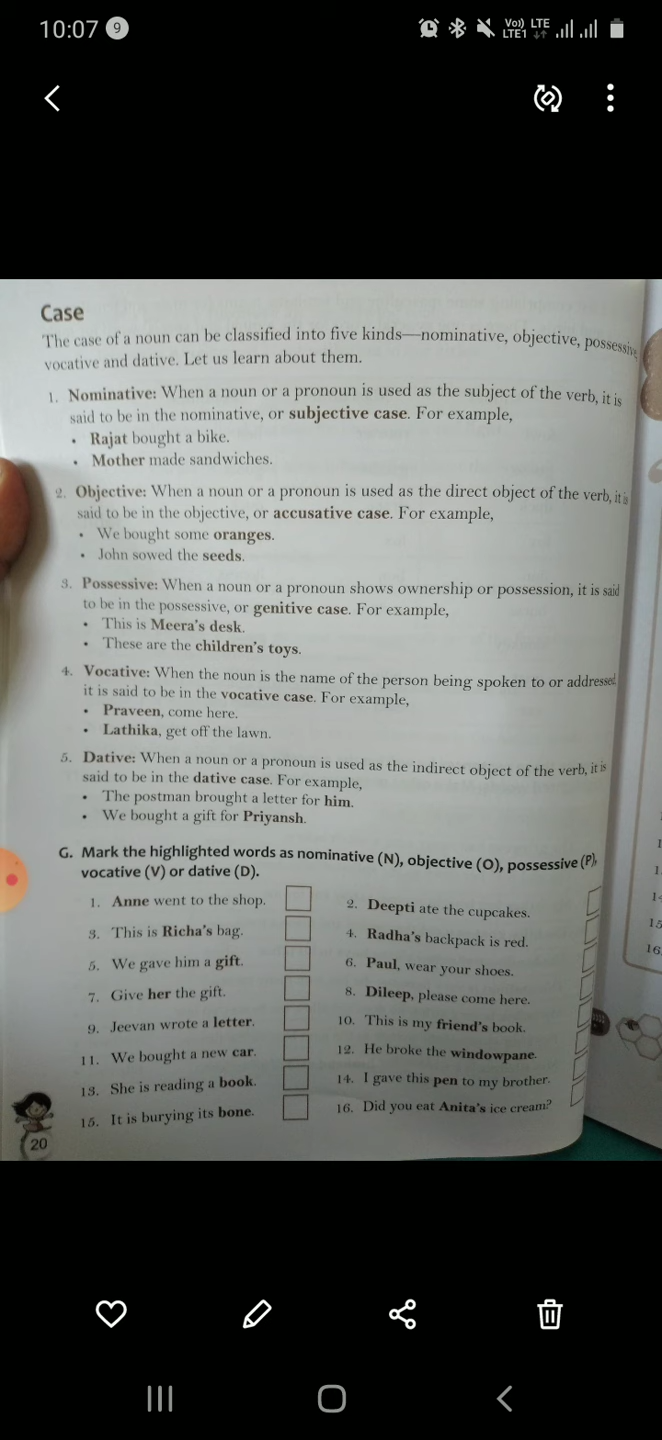 10:07 9
Vo)) LTE
LTE1
Case
The case of a noun can be classified into five kinds—nominative, objective, possessive,
vocative and dative. Let us learn about them.
1. Nominative: When a noun or a pronoun is used as the subject of the verb, it is
said to be in the nominative, or subjective case. For example,
• Rajat bought a bike.
• Mother made sandwiches.
2. Objective: When a noun or a pronoun is used as the direct object of the verb, it is
said to be in the objective, or accusative case. For example,
• We bought some oranges.
• John sowed the seeds.
3. Possessive: When a noun or a pronoun shows ownership or possession, it is said
to be in the possessive, or genitive case. For example,
• This is Meera's desk.
• These are the children's toys.
4. Vocative: When the noun is the name of the person being spoken to or addressed
it is said to be in the vocative case. For example,
• Praveen, come here.
• Lathika, get off the lawn.
5. Dative: When a noun or a pronoun is used as the indirect object of the verb, it is
said to be in the dative case. For example,
• The postman brought a letter for him.
• We bought a gift for Priyansh.
G. Mark the highlighted words as nominative (N), objective (O), possessive (P),
vocative (V) or dative (D).
1. Anne went to the shop.
2. Deepti ate the cupcakes.
3. This is Richa's bag.
4. Radha's backpack is red.
5. We gave him a gift.
6. Paul, wear your shoes.
7. Give her the gift.
8. Dileep, please come here.
9. Jeevan wrote a letter.
10. This is my friend's book.
11. We bought a new car.
12. He broke the windowpane.
13. She is reading a book.
14. I gave this pen to my brother.
15. It is burying its bone.
16. Did you eat Anita's ice cream?
20
15
16